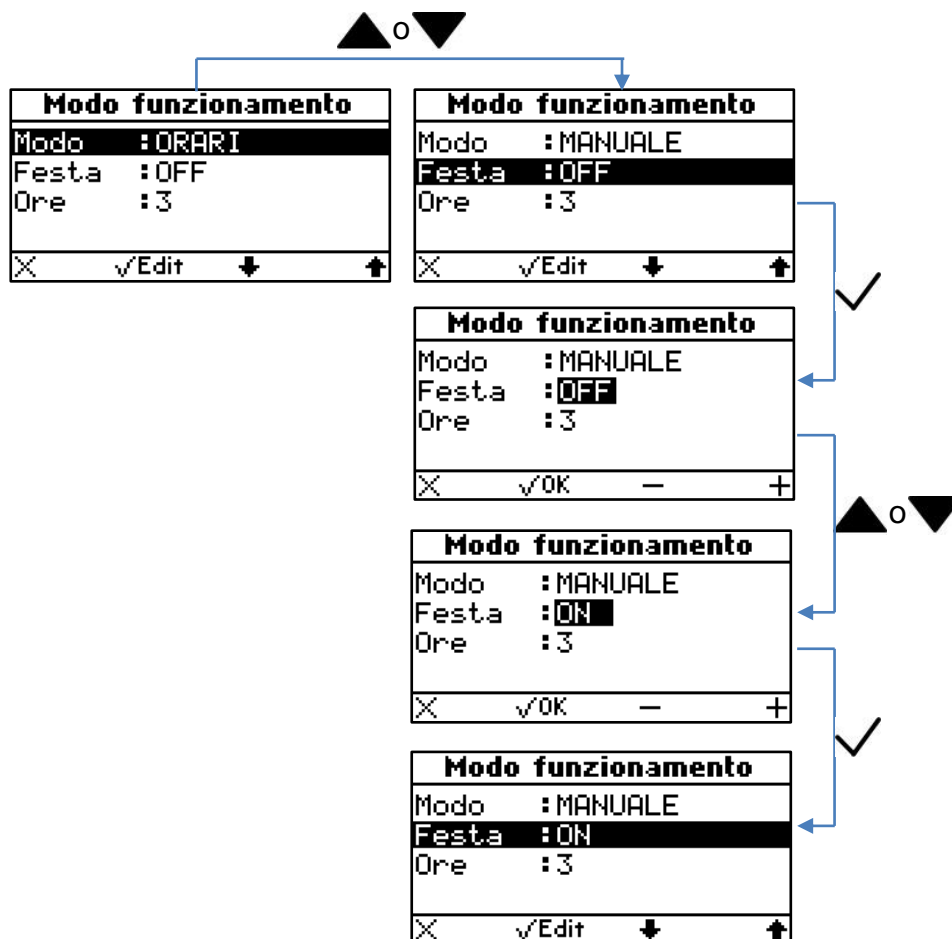 o
Modo funzionamento
Modo :ORARI
Festa :OFF
Ore :3
X √Edit
Modo funzionamento
Modo :MANUALE
Festa :OFF
Ore :3
X √Edit
Modo funzionamento
Modo :MANUALE
Festa :OFF
Ore :3
X √OK — +
o
Modo funzionamento
Modo :MANUALE
Festa :ON
Ore :3
X √OK — +
Modo funzionamento
Modo :MANUALE
Festa :ON
Ore :3
X √Edit